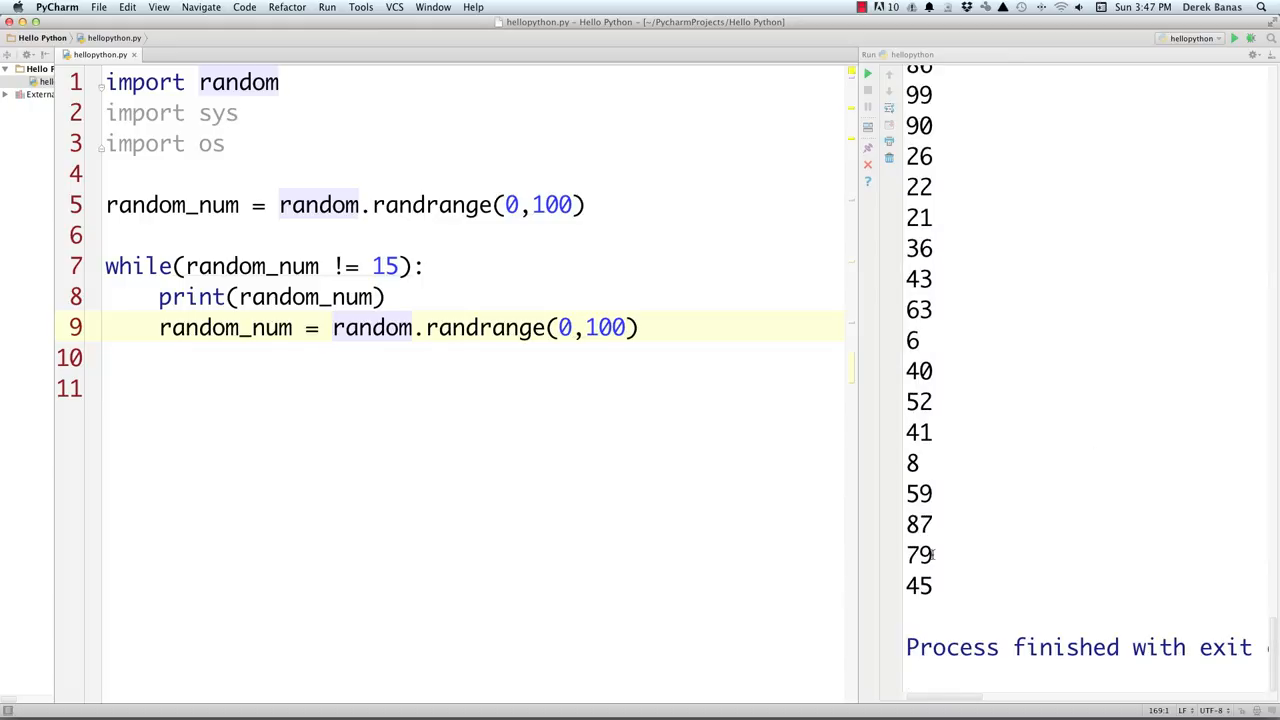 PyCharm File Edit View Navigate Code Refactor Run Tools VCS Window Help 10 Sun 3:47 PM Derek Banas
hellopython.py - Hello Python - [~/PycharmProjects/Hello Python]
Hello Python hellopython.py hellopython
hellopython.py Run hellopython
Hello
hell
Externa
1 import random
2 import sys
3 import os
4
5 random_num = random.randrange(0,100)
6
7 while(random_num != 15):
8 print(random_num)
9 random_num = random.randrange(0,100)
10
11
99
90
26
22
21
36
43
63
6
40
52
41
8
59
87
79
45
Process finished with exit
169:1 LF UTF-8